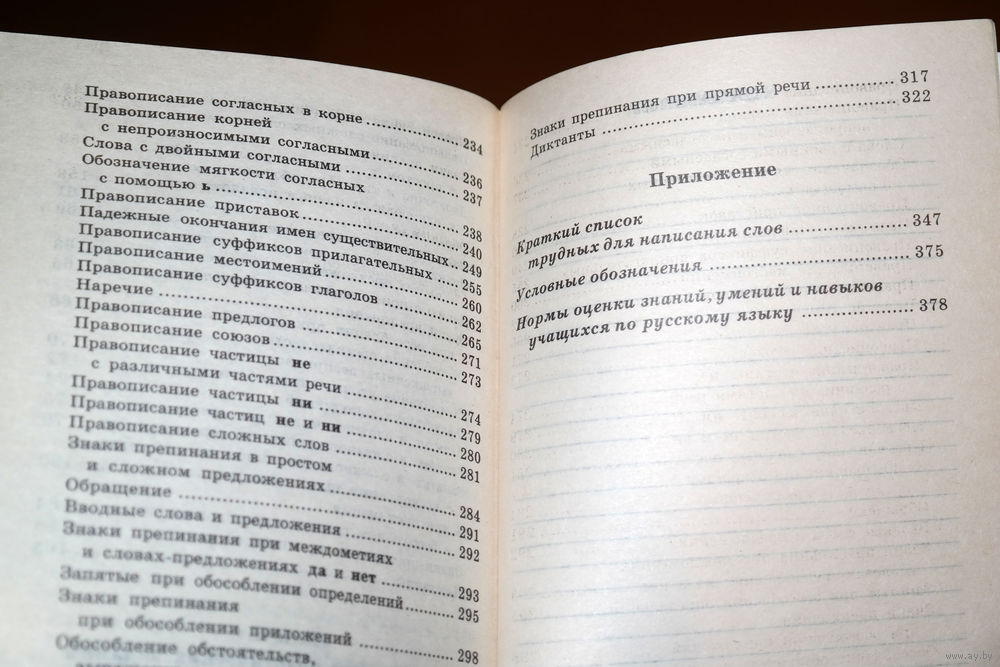 Правописание согласных в корне ........ 234
Правописание корней
с непроизносимыми согласными ........ 236
Слова с двойными согласными ........ 237
Обозначение мягкости согласных
с помощью ь ........ 238
Правописание приставок ........ 240
Падежные окончания имен существительных .. 249
Правописание суффиксов прилагательных 255
Правописание местоимений ........ 260
Правописание суффиксов глаголов ........ 262
Наречие ........ 265
Правописание предлогов ........ 271
Правописание союзов ........ 273
Правописание частицы не
с различными частями речи ........ 274
Правописание частицы ни ........ 279
Правописание частиц не и ни ........ 280
Правописание сложных слов ........ 281
Знаки препинания в простом
и сложном предложениях ........ 284
Обращение ........ 291
Вводные слова и предложения ........ 292
Знаки препинания при междометиях
и словах-предложениях да и нет ........ 293
Запятые при обособлении определений ........ 295
Знаки препинания
при обособлении приложений ........ 298
Обособление обстоятельств,
Знаки препинания при прямой речи ........ 317
Диктанты ........ 322
Приложение
Краткий список
трудных для написания слов ........ 347
Условные обозначения ........ 375
Нормы оценки знаний, умений и навыков
учащихся по русскому языку ........ 378
www.ay.by